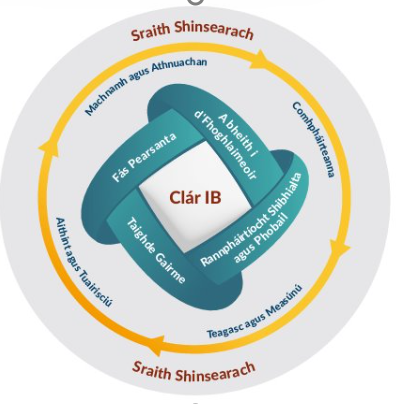 Sraith Shinsearach
Machnamh agus Athnuachan
Comhpháirteanna
A bheith i
d'Fhoghlaimeoir
Fás Pearsanta
Clár IB
Rannpháirtíocht Shibhialta
agus Phobail
Taighde Gairme
Aithint agus Tuairisciú
Teagasc agus Measúnú
Sraith Shinsearach